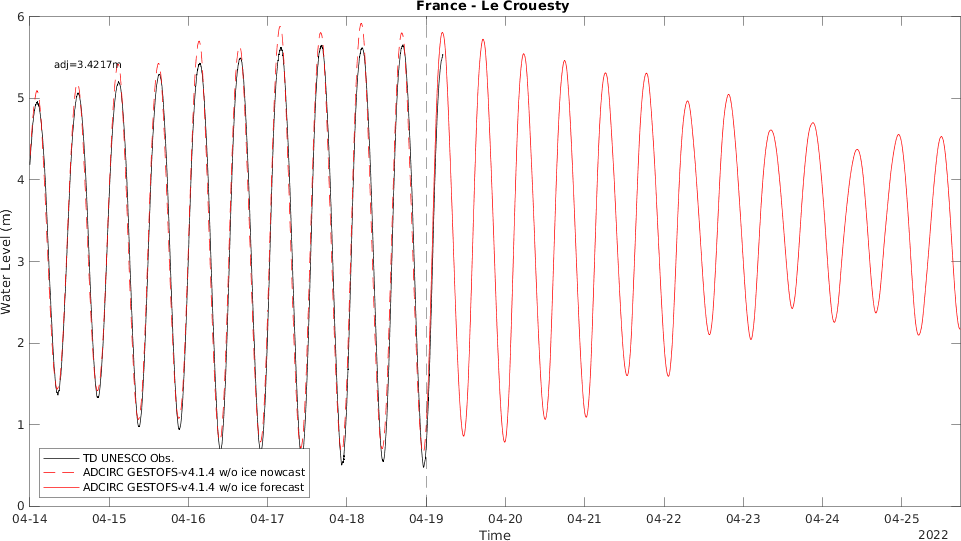 France - Le Crouesty
6
adj=3.4217m
5
4
Water Level (m)
3
2
1
TD UNESCO Obs.
ADCIRC GESTOFS-v4.1.4 w/o ice nowcast
ADCIRC GESTOFS-v4.1.4 w/o ice forecast
0
04-14 04-15 04-16 04-17 04-18 04-19 04-20 04-21 04-22 04-23 04-24 04-25
Time
2022